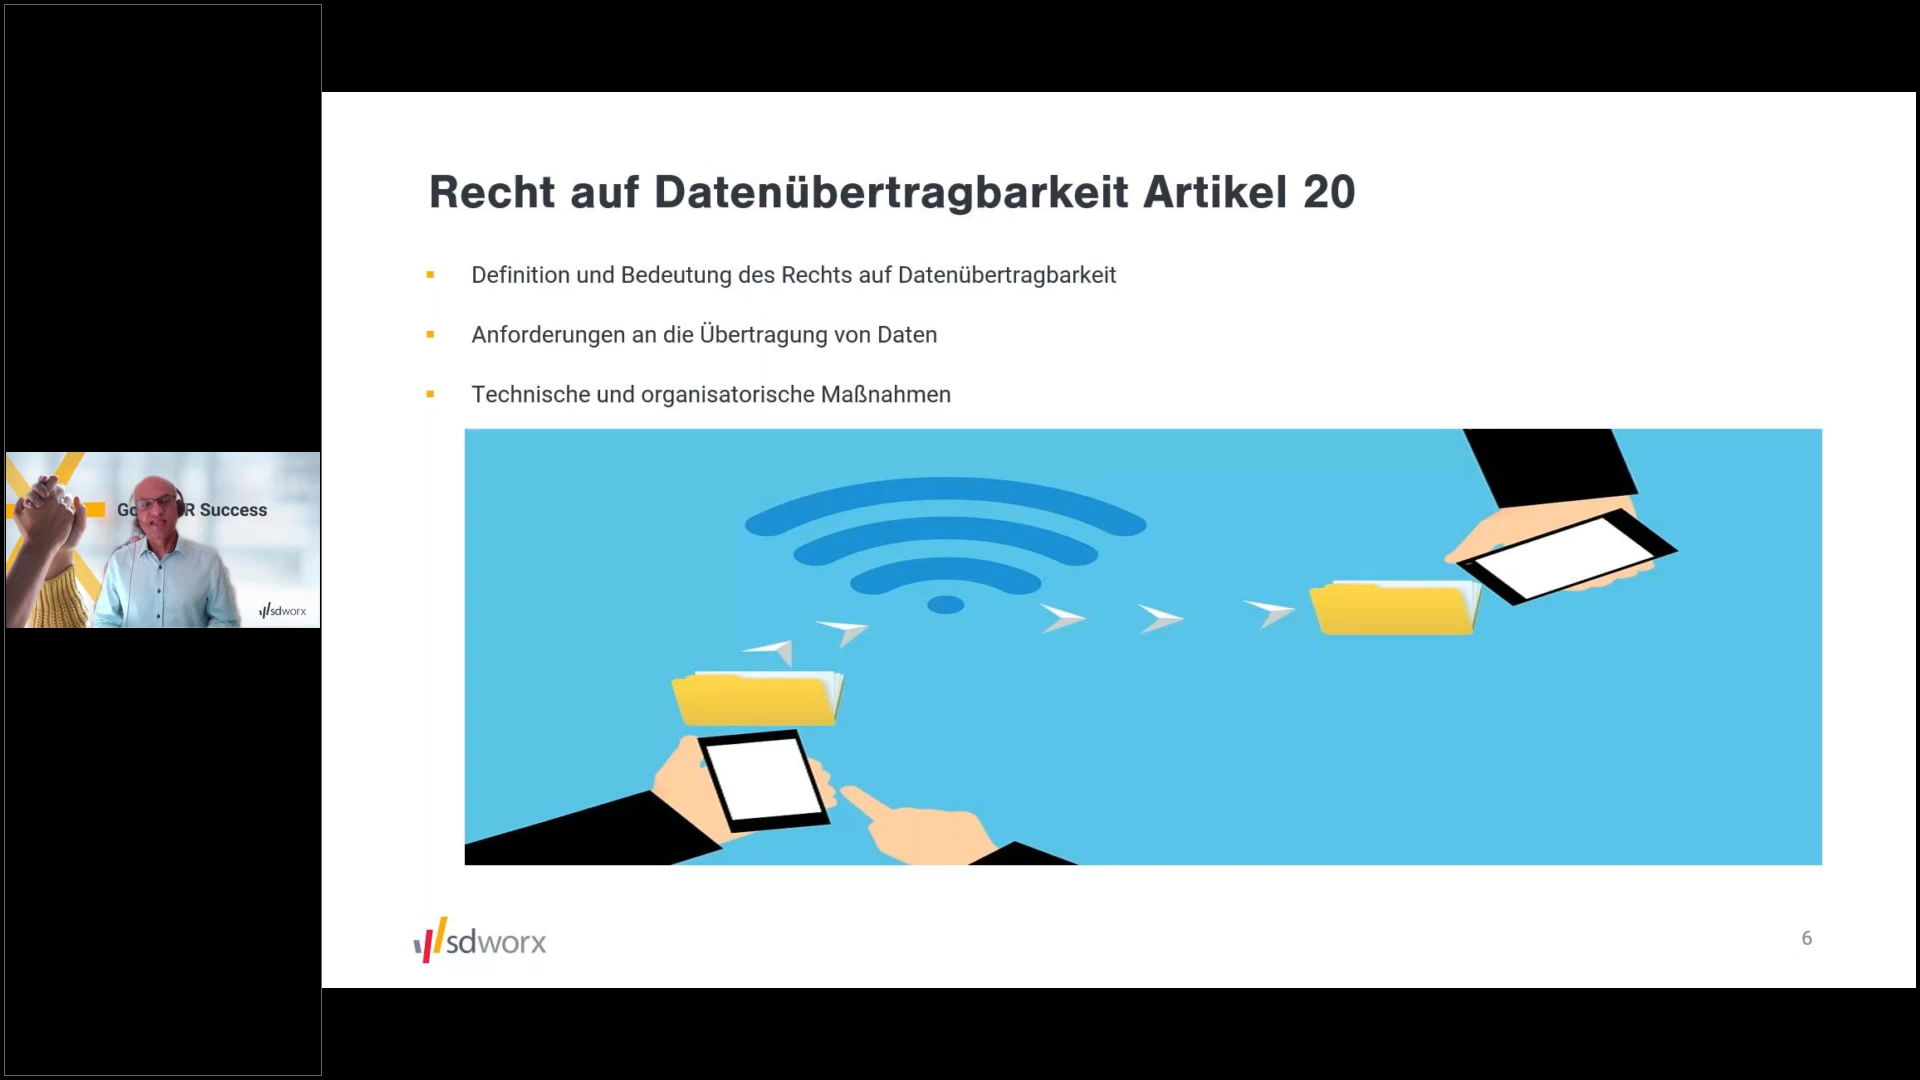 Recht auf Datenübertragbarkeit Artikel 20
Definition und Bedeutung des Rechts auf Datenübertragbarkeit
Anforderungen an die Übertragung von Daten
Technische und organisatorische Maßnahmen
R Success
sdworx
sdworx
6